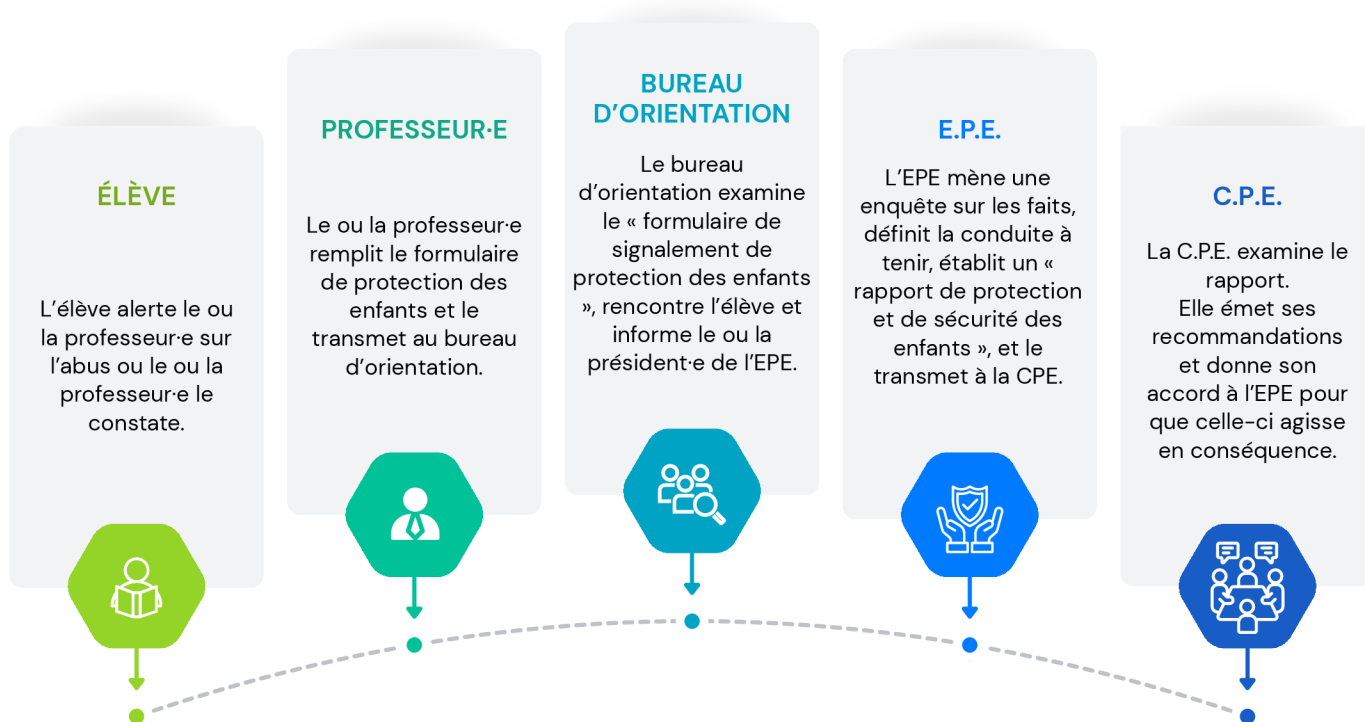 ÉLÈVE
L'élève alerte le ou
la professeur·e sur
l'abus ou le ou la
professeur·e le
constate.
PROFESSEUR·E
Le ou la professeur·e
remplit le formulaire
de protection des
enfants et le
transmet au bureau
d'orientation.
BUREAU
D'ORIENTATION
Le bureau
d'orientation examine
le « formulaire de
signalement de
protection des enfants
», rencontre l'élève et
informe le ou la
président·e de l'EPE.
E.P.E.
L'EPE mène une
enquête sur les faits,
définit la conduite à
tenir, établit un «
rapport de protection
et de sécurité des
enfants », et le
transmet à la CPE.
C.P.E.
La C.P.E. examine le
rapport.
Elle émet ses
recommandations
et donne son
accord à l'EPE pour
que celle-ci agisse
en conséquence.